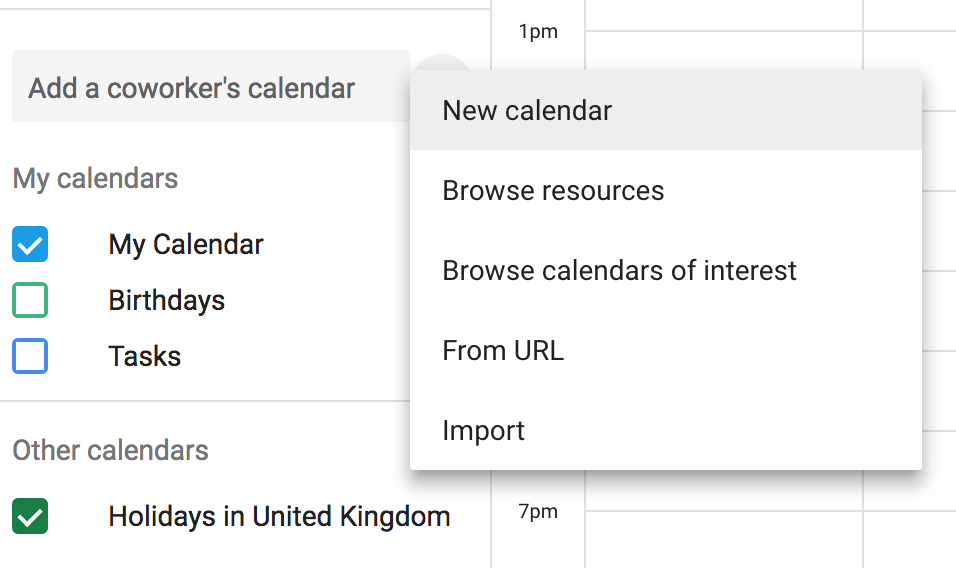 1pm
Add a coworker's calendar
New calendar
My calendars
Browse resources
My Calendar
Browse calendars of interest
Birthdays
Tasks
From URL
Other calendars
Import
Holidays in United Kingdom
7pm